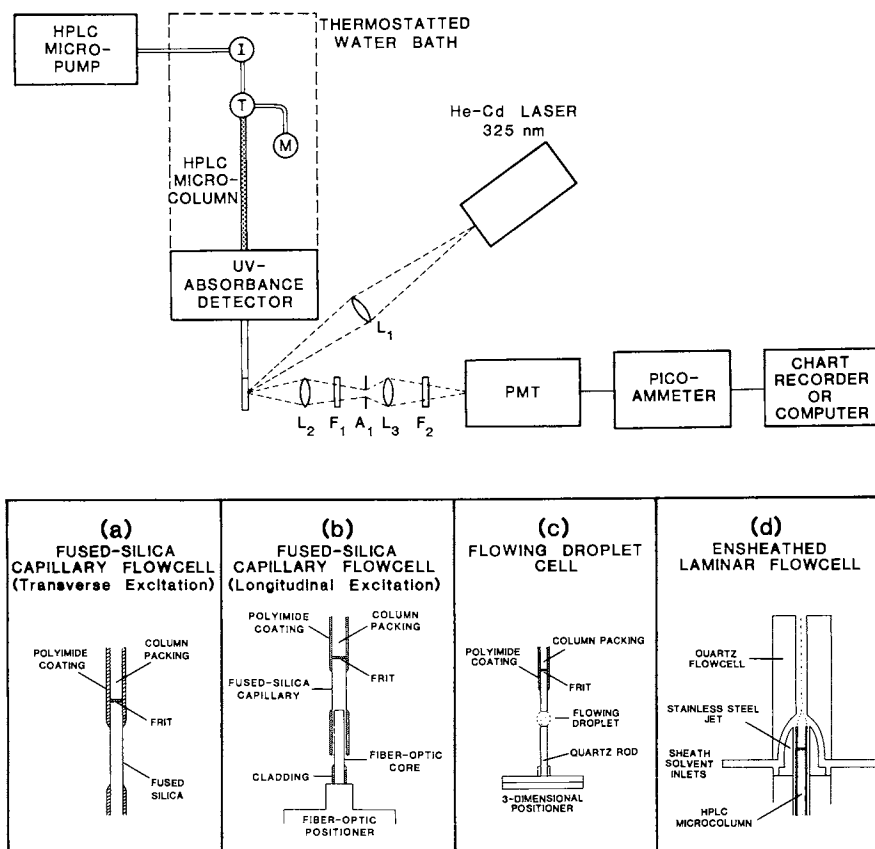 HPLC
MICRO-
PUMP
I
THERMOSTATTED
WATER BATH
T
M
HPLC
MICRO-
COLUMN
He-Cd LASER
325 nm
UV-
ABSORBANCE
DETECTOR
L1
L2 F1 A1 L3 F2
PMT
PICO-
AMMETER
CHART
RECORDER
OR
COMPUTER
(a)
FUSED-SILICA
CAPILLARY FLOWCELL
(Transverse Excitation)
POLYIMIDE
COATING
COLUMN
PACKING
FRIT
FUSED
SILICA
(b)
FUSED-SILICA
CAPILLARY FLOWCELL
(Longitudinal Excitation)
POLYIMIDE
COATING
COLUMN
PACKING
FRIT
FUSED-SILICA
CAPILLARY
FIBER-OPTIC
CORE
CLADDING
FIBER-OPTIC
POSITIONER
(c)
FLOWING DROPLET
CELL
POLYIMIDE
COATING
COLUMN PACKING
FRIT
FLOWING
DROPLET
QUARTZ ROD
3-DIMENSIONAL
POSITIONER
(d)
ENSHEATHED
LAMINAR FLOWCELL
QUARTZ
FLOWCELL
STAINLESS STEEL
JET
SHEATH
SOLVENT
INLETS
HPLC
MICROCOLUMN